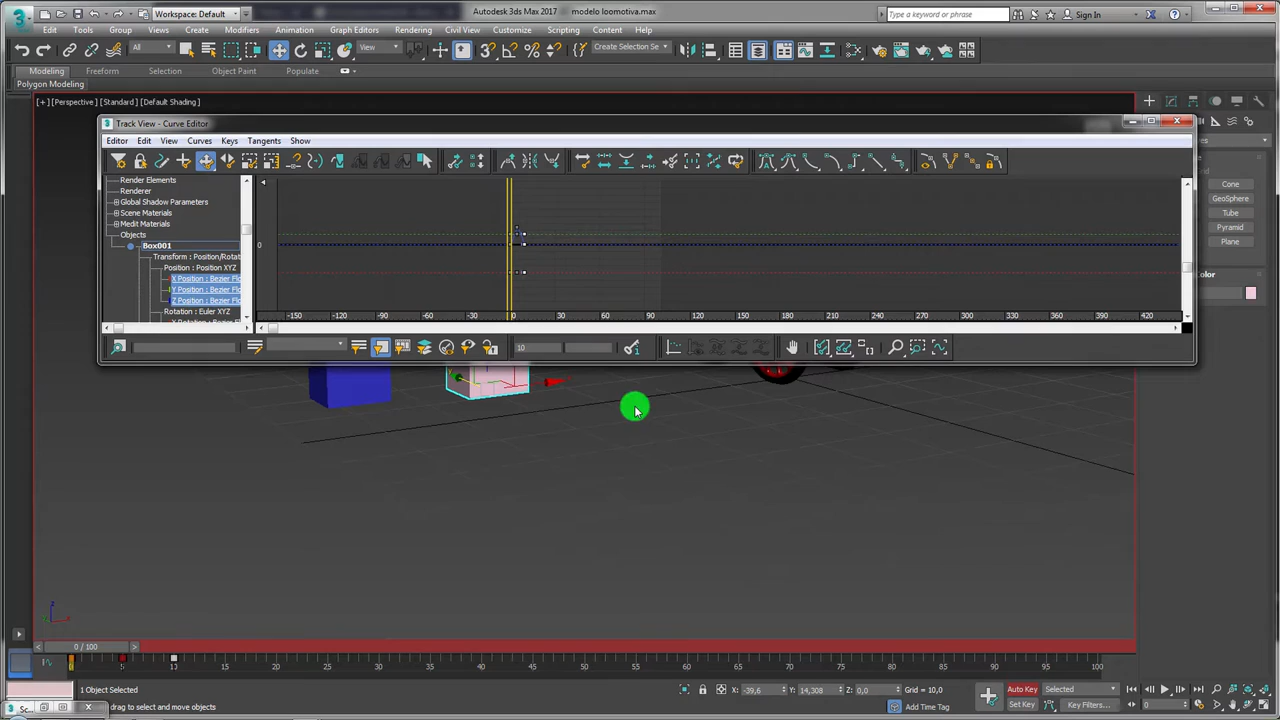 Workspace: Default
Autodesk 3ds Max 2017
modelo loomotiva.max
Type a keyword or phrase
Sign In
Edit
Tools
Group
Views
Create
Modifiers
Animation
Graph Editors
Rendering
Civil View
Customize
Scripting
Content
Help
All
View
Create Selection Se
Modeling
Freeform
Selection
Object Paint
Populate
Polygon Modeling
[+] [Perspective] [Standard] [Default Shading]
Track View - Curve Editor
Editor
Edit
View
Curves
Keys
Tangents
Show
Render Elements
Renderer
Global Shadow Parameters
Scene Materials
Medit Materials
Objects
Box001
Transform : Position/Rota
Position : Position XYZ
X Position : Bezier Flo
Y Position : Bezier Flo
Z Position : Bezier Flo
Rotation : Euler XYZ
0
-150 -120 -90 -60 -30 0 30 60 90 120 150 180 210 240 270 300 330 360 390 420
10
Cone
GeoSphere
Tube
Pyramid
Plane
Color
0 / 100
5 10 15 20 25 30 35 40 45 50 55 60 65 70 75 80 85 90 95 100
1 Object Selected
X: -39,6
Y: 14,308
Z: 0,0
Grid = 10,0
Auto Key
Selected
drag to select and move objects
Add Time Tag
Set Key
Key Filters...
0
Sc...